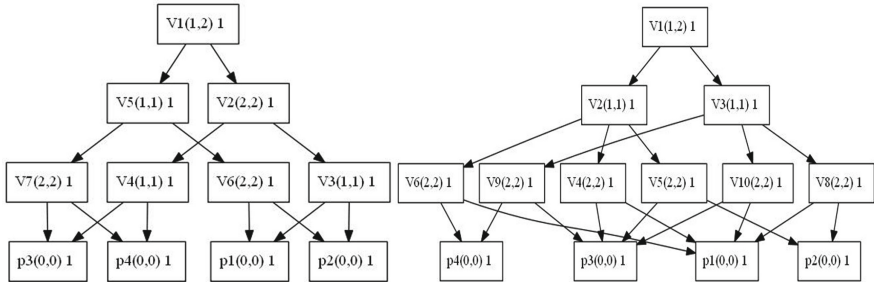 V1(1,2) 1
V5(1,1) 1 V2(2,2) 1
V7(2,2) 1 V4(1,1) 1 V6(2,2) 1 V3(1,1) 1
p3(0,0) 1 p4(0,0) 1 p1(0,0) 1 p2(0,0) 1
V1(1,2) 1
V2(1,1) 1 V3(1,1) 1
V6(2,2) 1 V9(2,2) 1 V4(2,2) 1 V5(2,2) 1 V10(2,2) 1 V8(2,2) 1
p4(0,0) 1 p3(0,0) 1 p1(0,0) 1 p2(0,0) 1